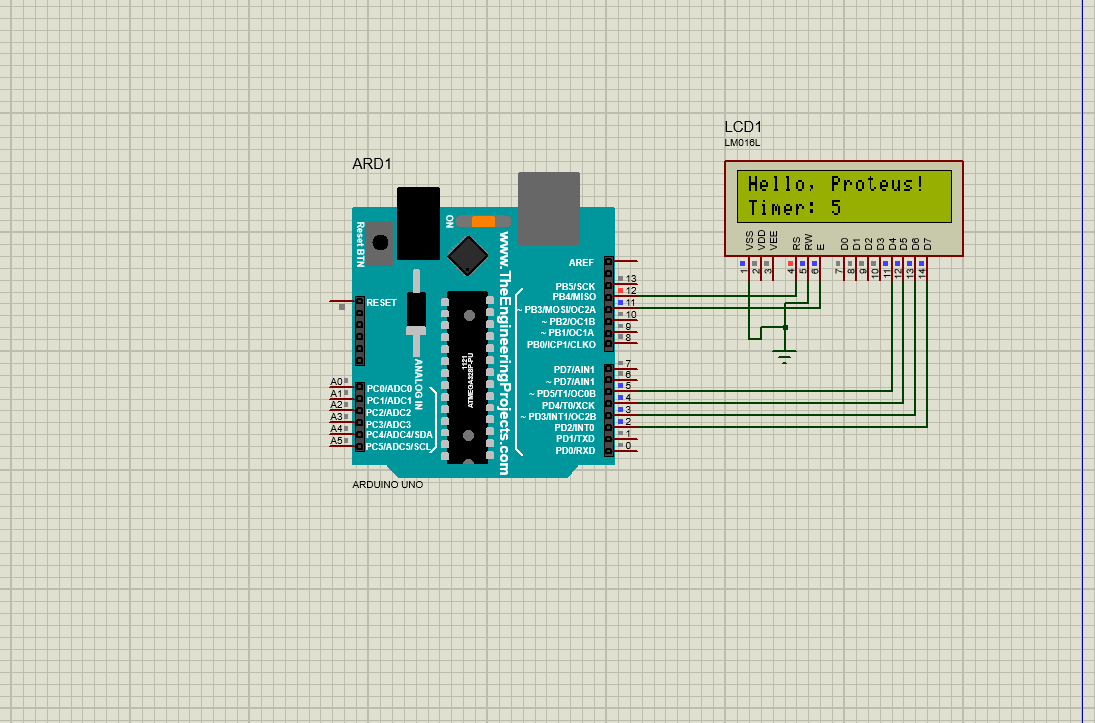 LCD1
LM016L
Hello, Proteus!
Timer: 5
VSS
VDD
VEE
RS
RW
E
D0
D1
D2
D3
D4
D5
D6
D7
1
2
3
4
5
6
7
8
9
10
11
12
13
14
ARD1
Reset BTN
ON
www.TheEngineeringProjects.com
RESET
ANALOG IN
1121
ATMEGA328P-PU
AREF
13
PB5/SCK
12
PB4/MISO
11
~ PB3/MOSI/OC2A
10
~ PB2/OC1B
9
~ PB1/OC1A
8
PB0/ICP1/CLKO
7
PD7/AIN1
6
~ PD7/AIN1
5
~ PD5/T1/OC0B
4
PD4/T0/XCK
3
~ PD3/INT1/OC2B
2
PD2/INT0
1
PD1/TXD
0
PD0/RXD
A0
PC0/ADC0
A1
PC1/ADC1
A2
PC2/ADC2
A3
PC3/ADC3
A4
PC4/ADC4/SDA
A5
PC5/ADC5/SCL
ARDUINO UNO